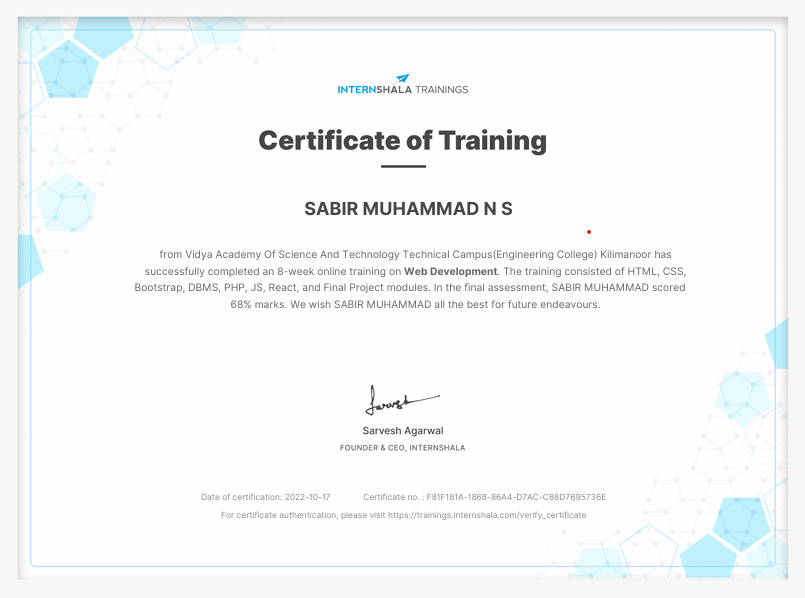 INTERNSHALA TRAININGS
Certificate of Training
SABIR MUHAMMAD N S
from Vidya Academy Of Science And Technology Technical Campus(Engineering College) Kilimanoor has
successfully completed an 8-week online training on Web Development. The training consisted of HTML, CSS,
Bootstrap, DBMS, PHP, JS, React, and Final Project modules. In the final assessment, SABIR MUHAMMAD scored
68% marks. We wish SABIR MUHAMMAD all the best for future endeavours.
Sarvesh
Sarvesh Agarwal
FOUNDER & CEO, INTERNSHALA
Date of certification: 2022-10-17 Certificate no. : F81F181A-1868-86A4-D7AC-C88D7695736E
For certificate authentication, please visit https://trainings.internshala.com/verify_certificate